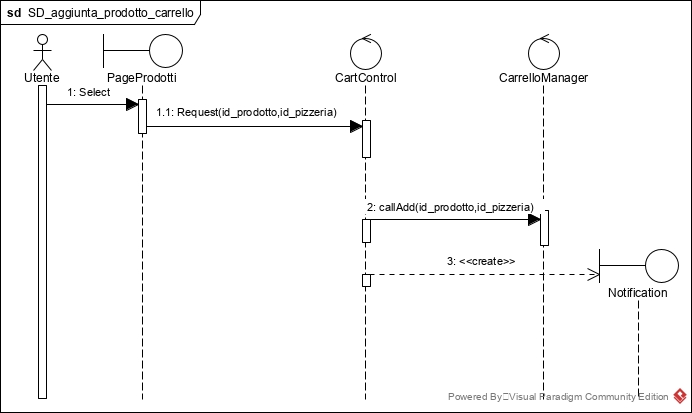 sd SD_aggiunta_prodotto_carrello
Utente
PageProdotti
CartControl
CarrelloManager
1: Select
1.1: Request(id_prodotto,id_pizzeria)
2: callAdd(id_prodotto,id_pizzeria)
3: <<create>>
Notification
Powered By Visual Paradigm Community Edition